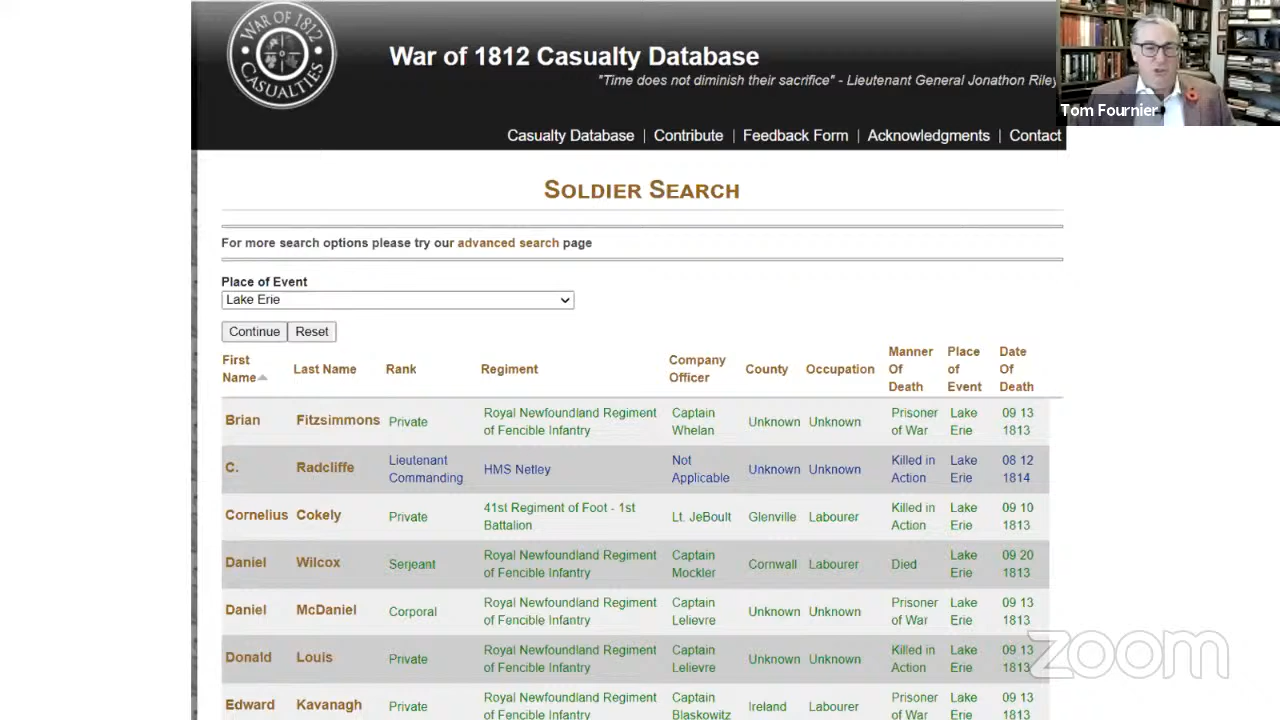 WAR OF 1812
CASUALTIES
War of 1812 Casualty Database
"Time does not diminish their sacrifice" - Lieutenant General Jonathon Riley
Tom Fournier
Casualty Database | Contribute | Feedback Form | Acknowledgments | Contact
SOLDIER SEARCH
For more search options please try our advanced search page
Place of Event
Lake Erie
Continue Reset
First Name Last Name Rank Regiment Company Officer County Occupation Manner Of Death Place of Event Date Of Death
Brian Fitzsimmons Private Royal Newfoundland Regiment of Fencible Infantry Captain Whelan Unknown Unknown Prisoner of War Lake Erie 09 13 1813
C. Radcliffe Lieutenant Commanding HMS Netley Not Applicable Unknown Unknown Killed in Action Lake Erie 08 12 1814
Cornelius Cokely Private 41st Regiment of Foot - 1st Battalion Lt. JeBoult Glenville Labourer Killed in Action Lake Erie 09 10 1813
Daniel Wilcox Serjeant Royal Newfoundland Regiment of Fencible Infantry Captain Mockler Cornwall Labourer Died Lake Erie 09 20 1813
Daniel McDaniel Corporal Royal Newfoundland Regiment of Fencible Infantry Captain Lelievre Unknown Unknown Prisoner of War Lake Erie 09 13 1813
Donald Louis Private Royal Newfoundland Regiment of Fencible Infantry Captain Lelievre Unknown Unknown Killed in Action Lake Erie 09 13 1813
Edward Kavanagh Private Royal Newfoundland Regiment of Fencible Infantry Captain Blaskowitz Ireland Labourer Prisoner of War Lake Erie 09 13 1813
zoom